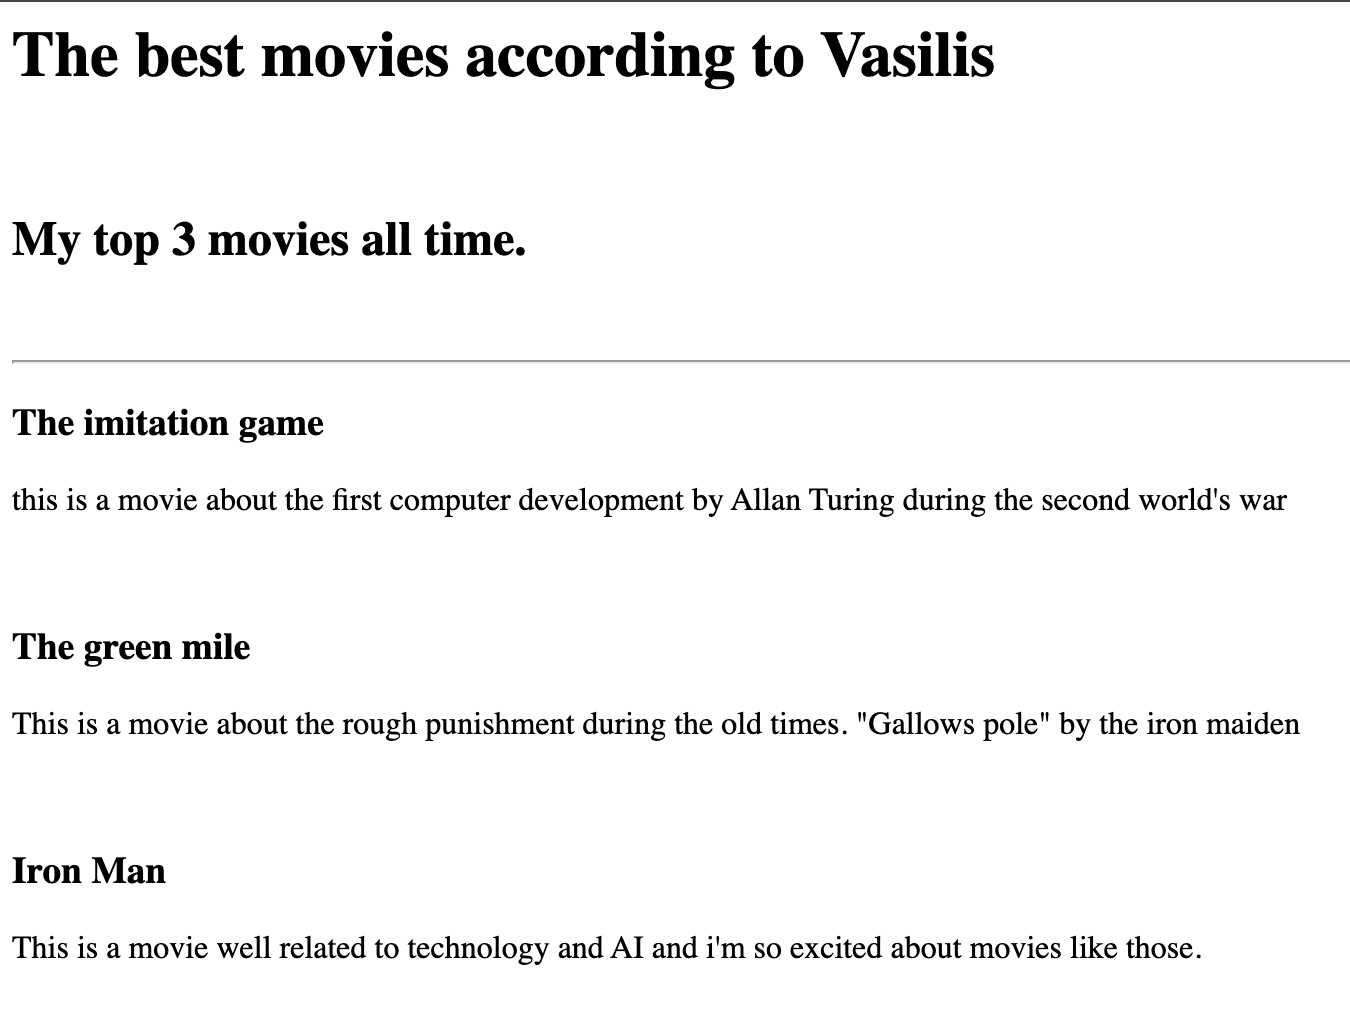 The best movies according to Vasilis
My top 3 movies all time.
The imitation game
this is a movie about the first computer development by Allan Turing during the second world's war
The green mile
This is a movie about the rough punishment during the old times. "Gallows pole" by the iron maiden
Iron Man
This is a movie well related to technology and AI and i'm so excited about movies like those.